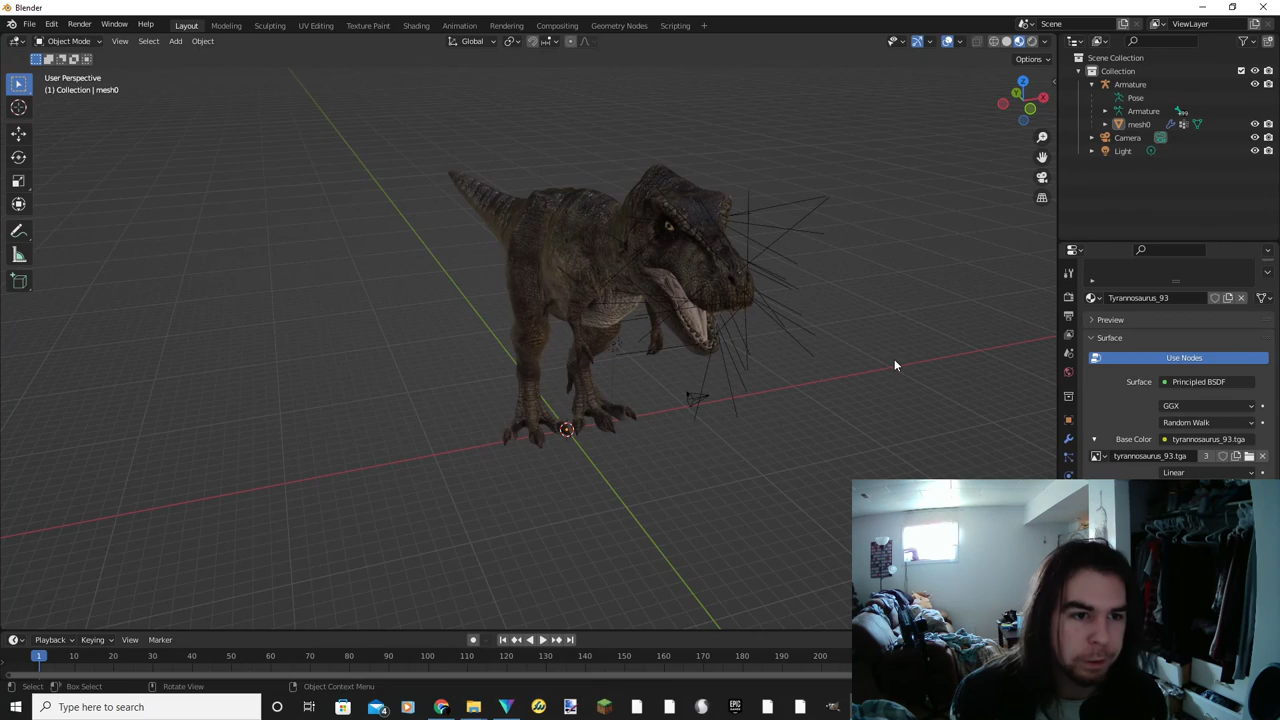 Blender
File Edit Render Window Help Layout Modeling Sculpting UV Editing Texture Paint Shading Animation Rendering Compositing Geometry Nodes Scripting + Scene ViewLayer
Object Mode View Select Add Object Global
Options
User Perspective
(1) Collection | mesh0
Z
Y
X
Scene Collection
Collection
Armature
Pose
Armature
mesh0
Camera
Light
Tyrannosaurus_93
Preview
Surface
Use Nodes
Surface Principled BSDF
GGX
Random Walk
Base Color tyrannosaurus_93.tga
tyrannosaurus_93.tga 3
Linear
Playback Keying View Marker
1 10 20 30 40 50 60 70 80 90 100 110 120 130 140 150 160 170 180 190 200
Select Box Select Rotate View Object Context Menu
Type here to search
EPIC